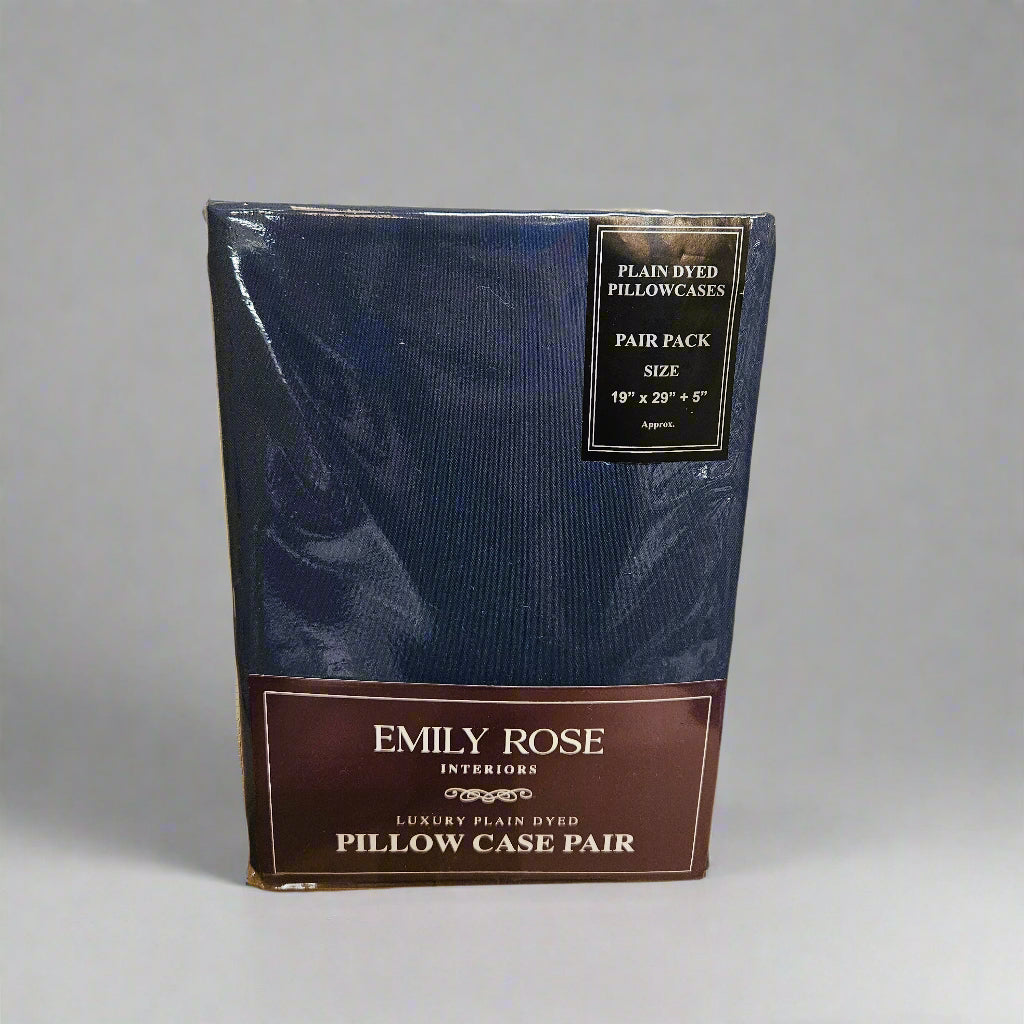 PLAIN DYED
PILLOWCASES
PAIR PACK
SIZE
19” x 29” + 5”
Approx.
EMILY ROSE
INTERIORS
LUXURY PLAIN DYED
PILLOW CASE PAIR